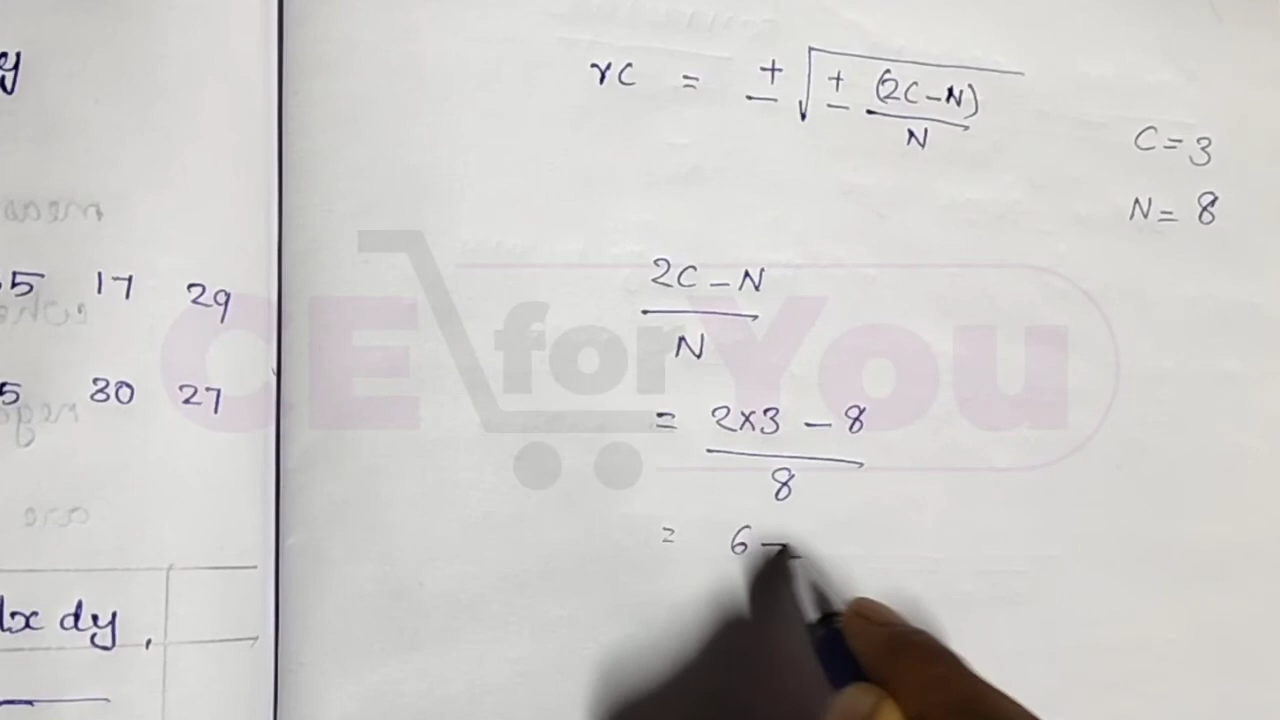 y
rC = ± √ ± (2C-N)
N
C = 3
N = 8
5 17 29
2C - N
N
CE for You
5 30 27
= 2x3 - 8
8
= 6 -
dx dy,